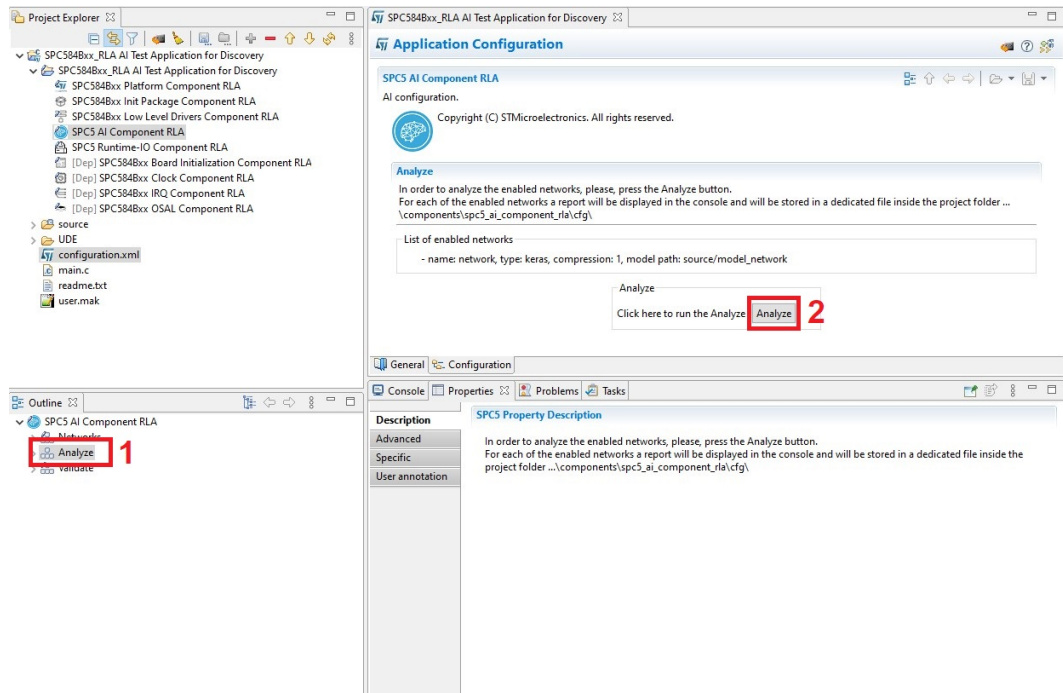 Project Explorer
SPC584Bxx_RLA AI Test Application for Discovery
SPC584Bxx_RLA AI Test Application for Discovery
SPC584Bxx Platform Component RLA
SPC584Bxx Init Package Component RLA
SPC584Bxx Low Level Drivers Component RLA
SPC5 AI Component RLA
SPC5 Runtime-IO Component RLA
[Dep] SPC584Bxx Board Initialization Component RLA
[Dep] SPC584Bxx Clock Component RLA
[Dep] SPC584Bxx IRQ Component RLA
[Dep] SPC584Bxx OSAL Component RLA
source
UDE
configuration.xml
main.c
readme.txt
user.mak
Outline
SPC5 AI Component RLA
Networks
Analyze 1
Validate
SPC584Bxx_RLA AI Test Application for Discovery
Application Configuration
SPC5 AI Component RLA
AI configuration.
Copyright (C) STMicroelectronics. All rights reserved.
Analyze
In order to analyze the enabled networks, please, press the Analyze button.
For each of the enabled networks a report will be displayed in the console and will be stored in a dedicated file inside the project folder ...
\components\spc5_ai_component_rla\cfg\
List of enabled networks
- name: network, type: keras, compression: 1, model path: source/model_network
Analyze
Click here to run the Analyze Analyze 2
General Configuration
Console Properties Problems Tasks
Description
Advanced
Specific
User annotation
SPC5 Property Description
In order to analyze the enabled networks, please, press the Analyze button.
For each of the enabled networks a report will be displayed in the console and will be stored in a dedicated file inside the
project folder ...\components\spc5_ai_component_rla\cfg\